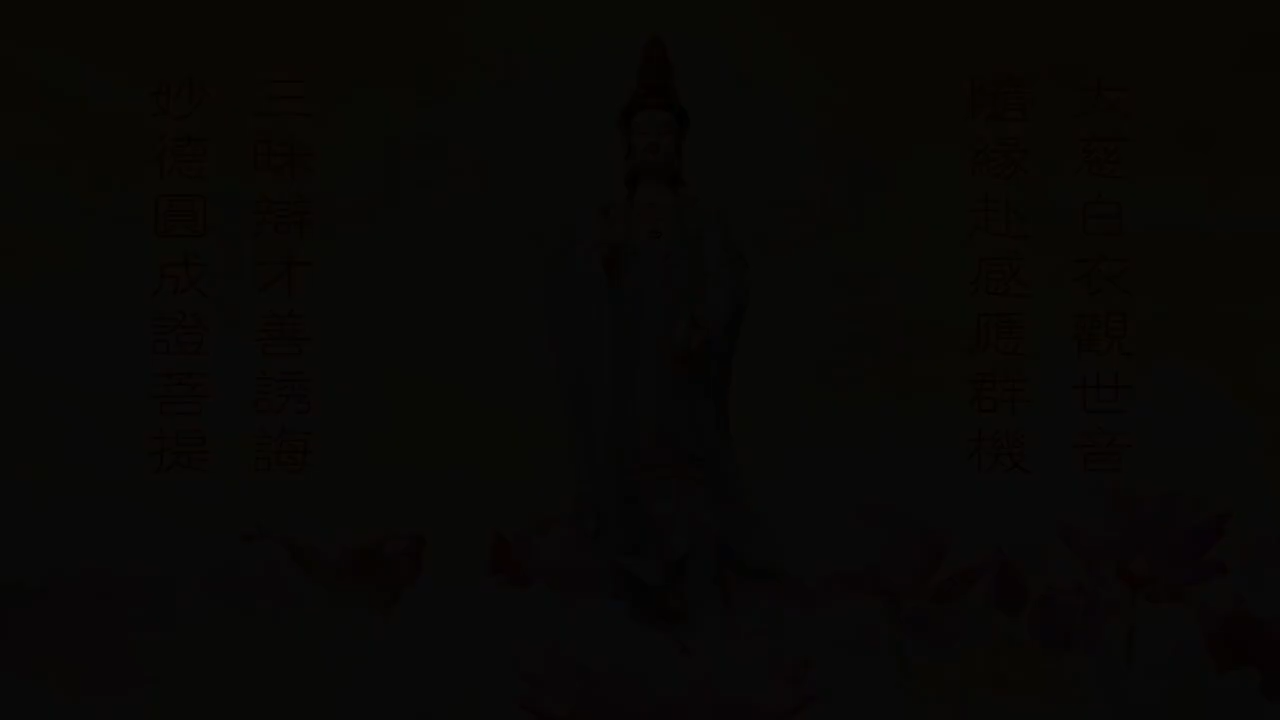 大慈白衣觀世音
隨緣赴感應群機
三昧辯才善誘誨
妙德圓成證菩提